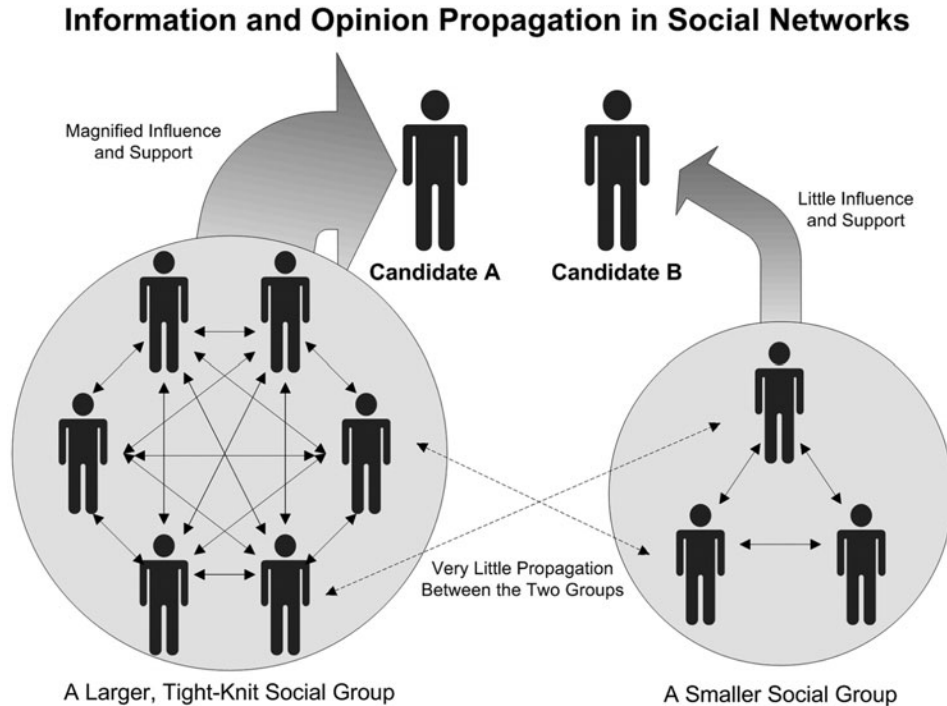 Information and Opinion Propagation in Social Networks
Magnified Influence
and Support
Little Influence
and Support
Candidate A
Candidate B
Very Little Propagation
Between the Two Groups
A Larger, Tight-Knit Social Group
A Smaller Social Group